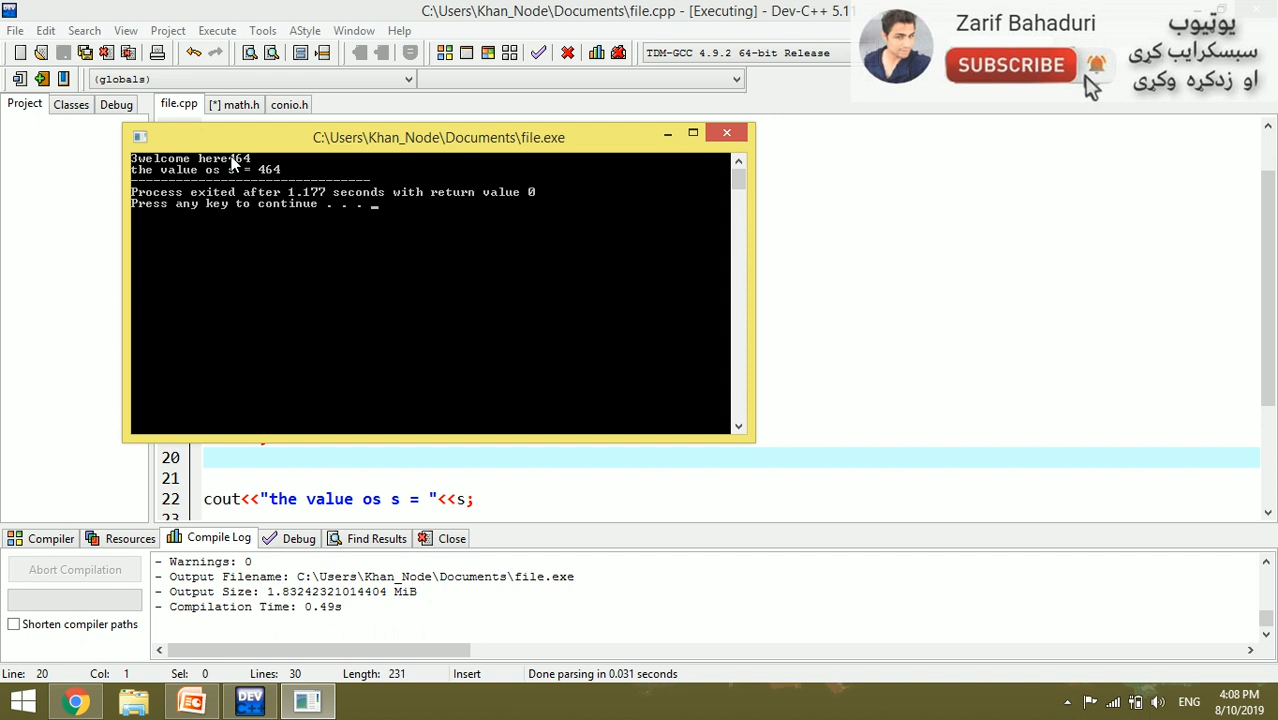 C:\Users\Khan_Node\Documents\file.cpp - [Executing] - Dev-C++ 5.11
File Edit Search View Project Execute Tools AStyle Window Help
TDM-GCC 4.9.2 64-bit Release
(globals)
Project Classes Debug file.cpp [*] math.h conio.h
Zarif Bahaduri
SUBSCRIBE
یوټیوب
سبسکرایب کړی
او زدکړه وکړی
C:\Users\Khan_Node\Documents\file.exe
3welcome here464
the value os s = 464
--------------------------------
Process exited after 1.177 seconds with return value 0
Press any key to continue . . . _
20
21
22 cout<<"the value os s = "<<s;
23
Compiler Resources Compile Log Debug Find Results Close
Abort Compilation
Shorten compiler paths
- Warnings: 0
- Output Filename: C:\Users\Khan_Node\Documents\file.exe
- Output Size: 1.83242321014404 MiB
- Compilation Time: 0.49s
Line: 20 Col: 1 Sel: 0 Lines: 30 Length: 231 Insert Done parsing in 0.031 seconds
DEV
ENG
4:08 PM
8/10/2019